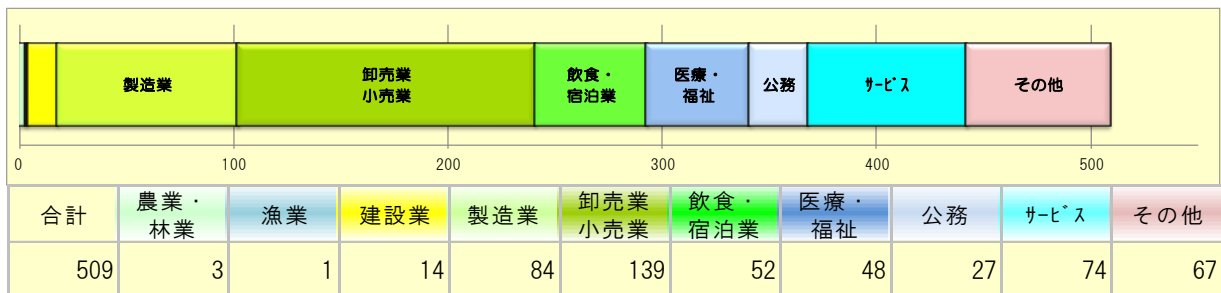 製造業
卸売業
小売業
飲食・
宿泊業
医療・
福祉
公務
ｻｰﾋﾞｽ
その他
0 100 200 300 400 500
合計 農業・林業 漁業 建設業 製造業 卸売業小売業 飲食・宿泊業 医療・福祉 公務 ｻｰﾋﾞｽ その他
509 3 1 14 84 139 52 48 27 74 67